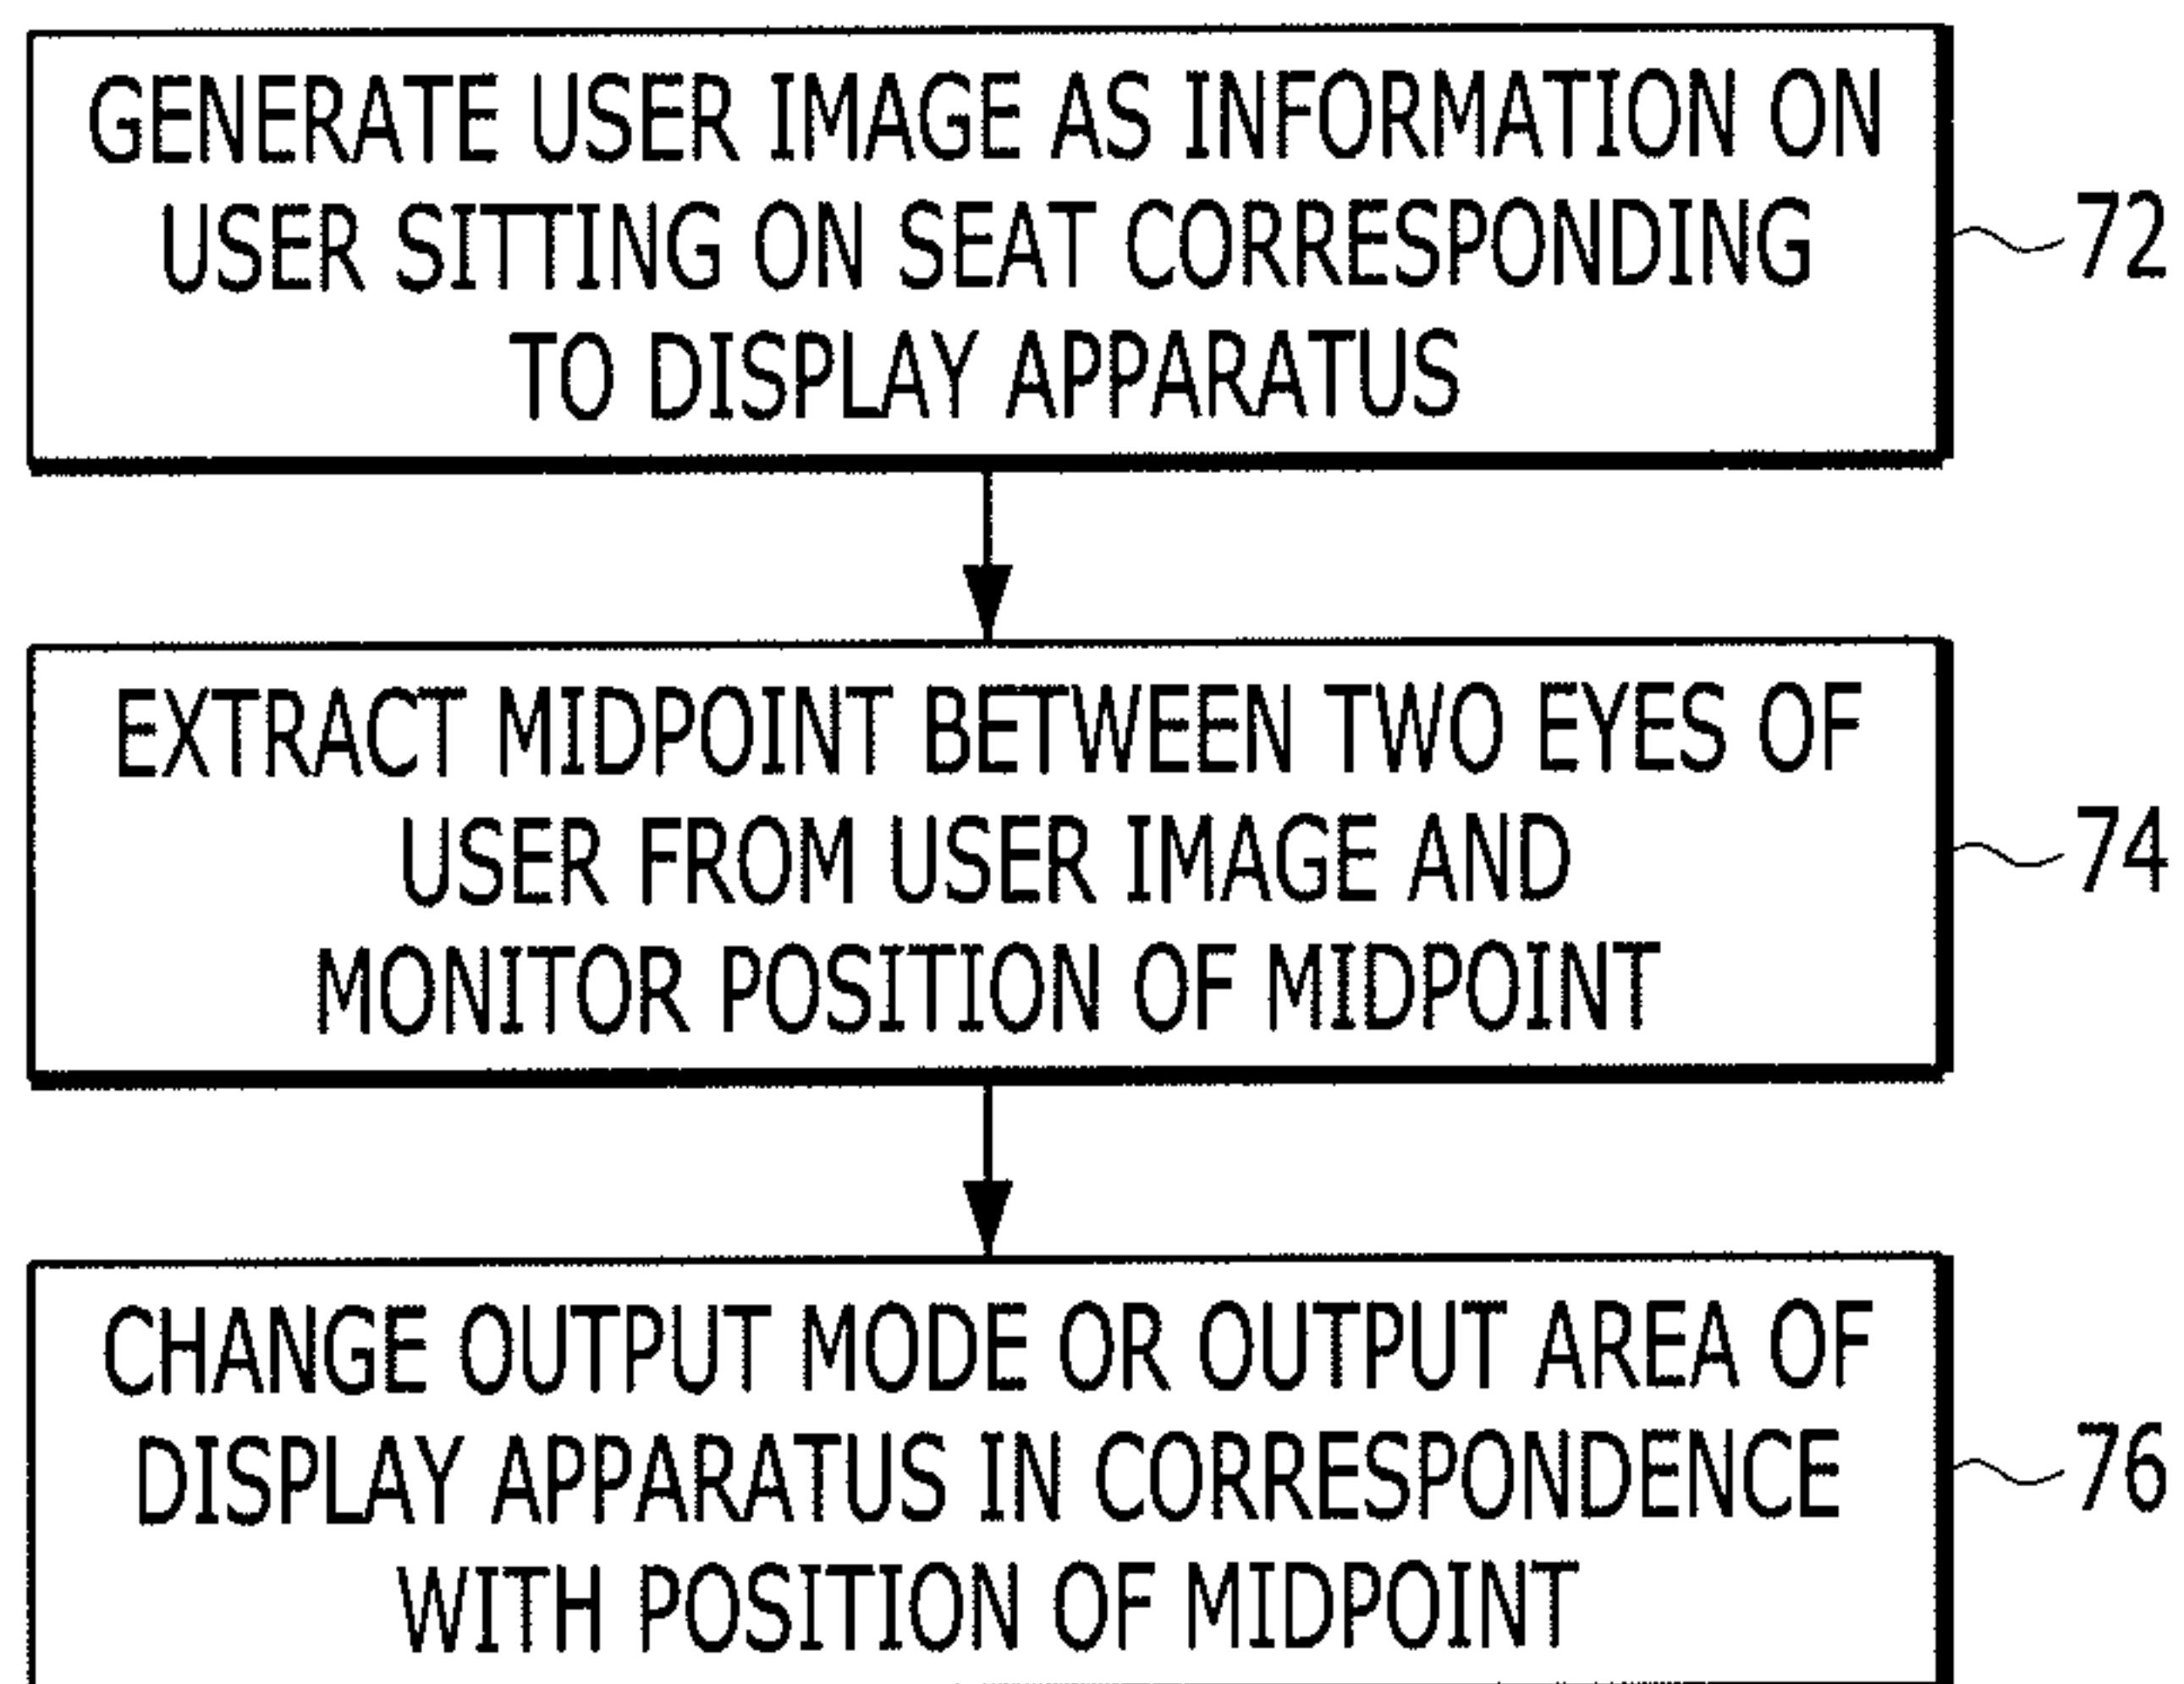 GENERATE USER IMAGE AS INFORMATION ON
USER SITTING ON SEAT CORRESPONDING
TO DISPLAY APPARATUS
72
EXTRACT MIDPOINT BETWEEN TWO EYES OF
USER FROM USER IMAGE AND
MONITOR POSITION OF MIDPOINT
74
CHANGE OUTPUT MODE OR OUTPUT AREA OF
DISPLAY APPARATUS IN CORRESPONDENCE
WITH POSITION OF MIDPOINT
76